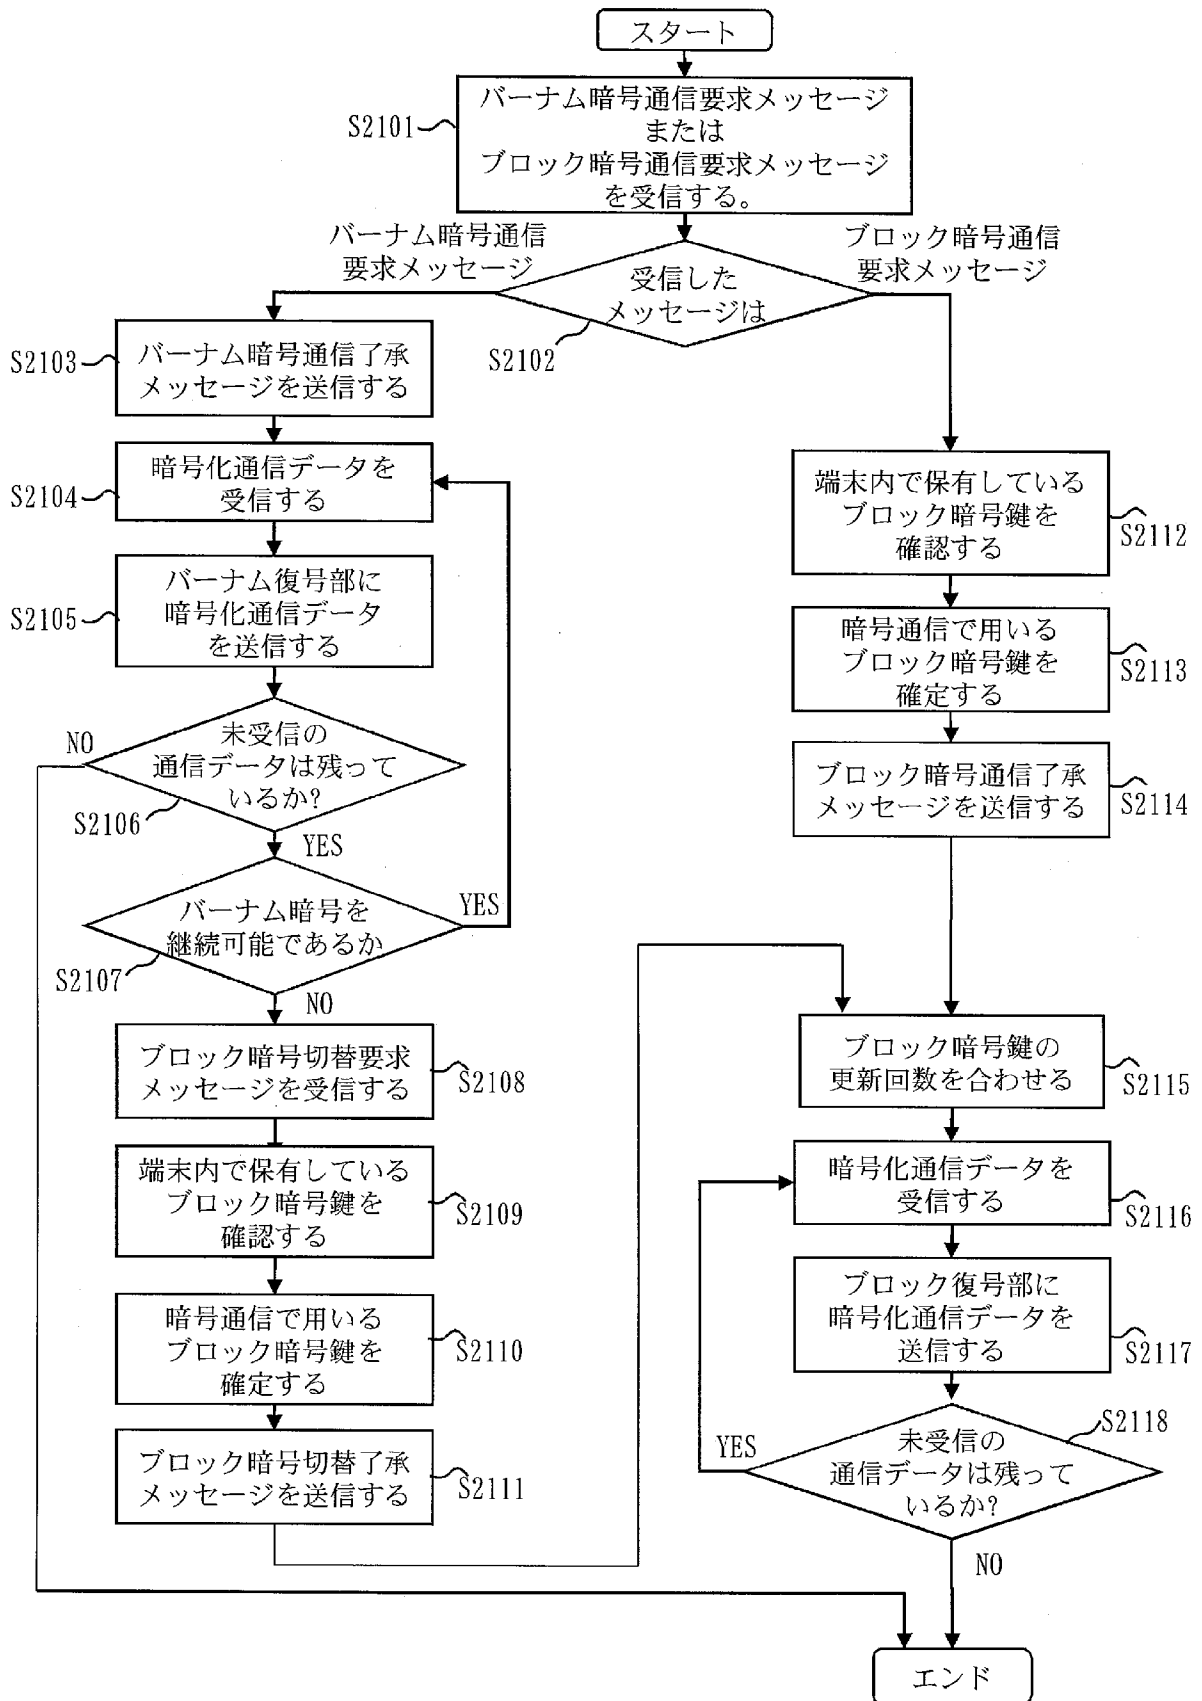 スタート
S2101
バーナム暗号通信要求メッセージ
または
ブロック暗号通信要求メッセージ
を受信する。
バーナム暗号通信
要求メッセージ
ブロック暗号通信
要求メッセージ
受信した
メッセージは
S2102
S2103
バーナム暗号通信了承
メッセージを送信する
S2104
暗号化通信データを
受信する
S2105
バーナム復号部に
暗号化通信データ
を送信する
NO
未受信の
通信データは残って
いるか?
S2106
YES
バーナム暗号を
継続可能であるか
YES
S2107
NO
ブロック暗号切替要求
メッセージを受信する
S2108
端末内で保有している
ブロック暗号鍵を
確認する
S2109
暗号通信で用いる
ブロック暗号鍵を
確定する
S2110
ブロック暗号切替了承
メッセージを送信する
S2111
端末内で保有している
ブロック暗号鍵を
確認する
S2112
暗号通信で用いる
ブロック暗号鍵を
確定する
S2113
ブロック暗号通信了承
メッセージを送信する
S2114
ブロック暗号鍵の
更新回数を合わせる
S2115
暗号化通信データを
受信する
S2116
ブロック復号部に
暗号化通信データを
送信する
S2117
S2118
YES
未受信の
通信データは残って
いるか?
NO
エンド